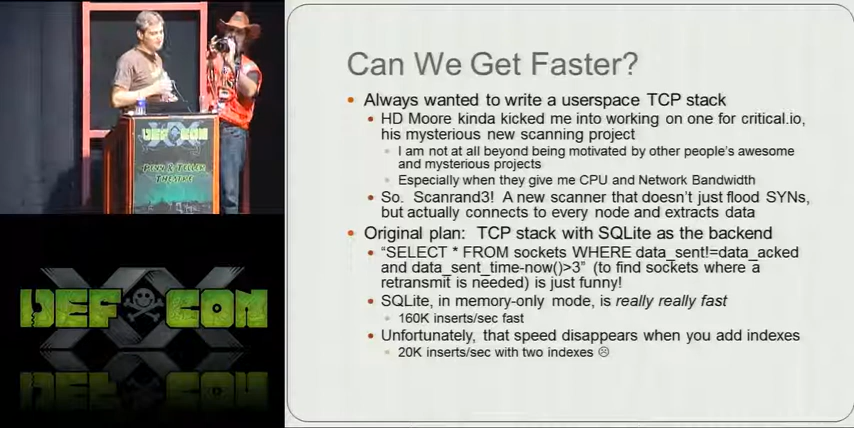 DEF CON
PENN & TELLER
THEATRE
DEF CON
XX
Can We Get Faster?
Always wanted to write a userspace TCP stack
HD Moore kinda kicked me into working on one for critical.io,
his mysterious new scanning project
I am not at all beyond being motivated by other people's awesome
and mysterious projects
Especially when they give me CPU and Network Bandwidth
So. Scanrand3! A new scanner that doesn't just flood SYNs,
but actually connects to every node and extracts data
Original plan: TCP stack with SQLite as the backend
"SELECT * FROM sockets WHERE data_sent!=data_acked
and data_sent_time-now()>3" (to find sockets where a
retransmit is needed) is just funny!
SQLite, in memory-only mode, is really really fast
160K inserts/sec fast
Unfortunately, that speed disappears when you add indexes
20K inserts/sec with two indexes ☹